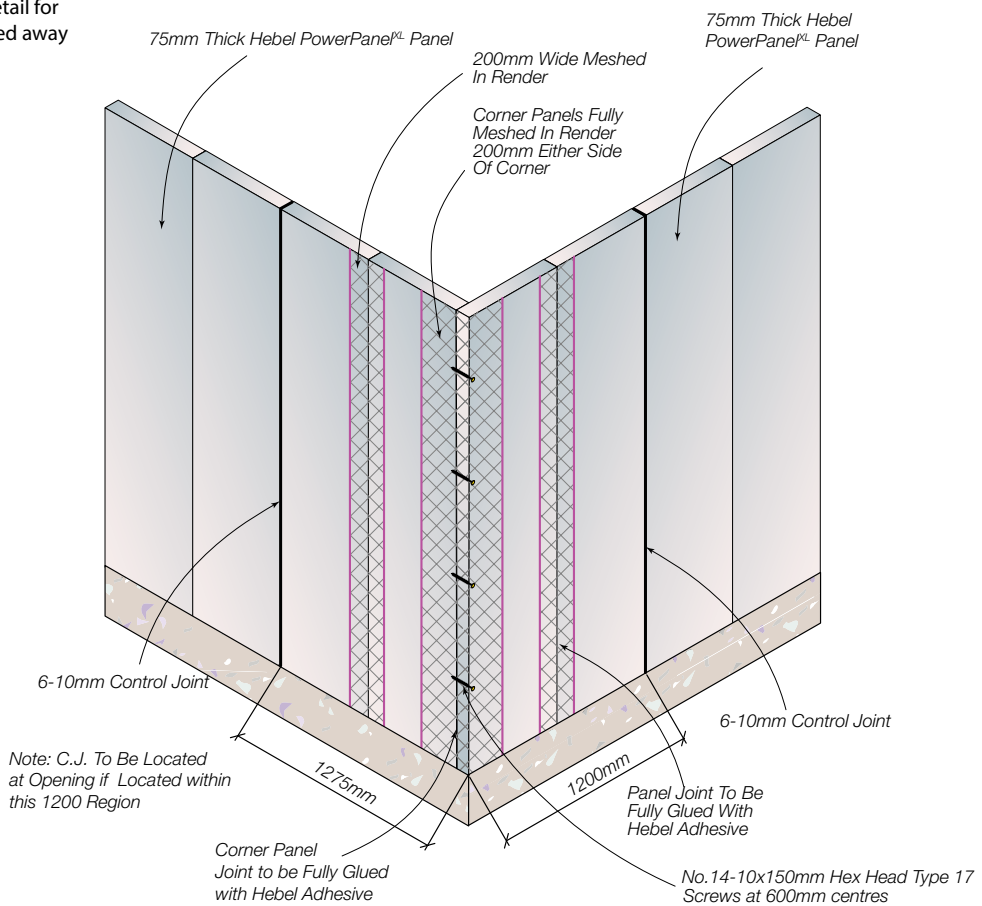 etail for
ed away
75mm Thick Hebel PowerPanelXL Panel
75mm Thick Hebel
PowerPanelXL Panel
200mm Wide Meshed
In Render
Corner Panels Fully
Meshed In Render
200mm Either Side
Of Corner
6-10mm Control Joint
6-10mm Control Joint
Note: C.J. To Be Located
at Opening if Located within
this 1200 Region
1275mm
1200mm
Panel Joint To Be
Fully Glued With
Hebel Adhesive
Corner Panel
Joint to be Fully Glued
with Hebel Adhesive
No.14-10x150mm Hex Head Type 17
Screws at 600mm centres